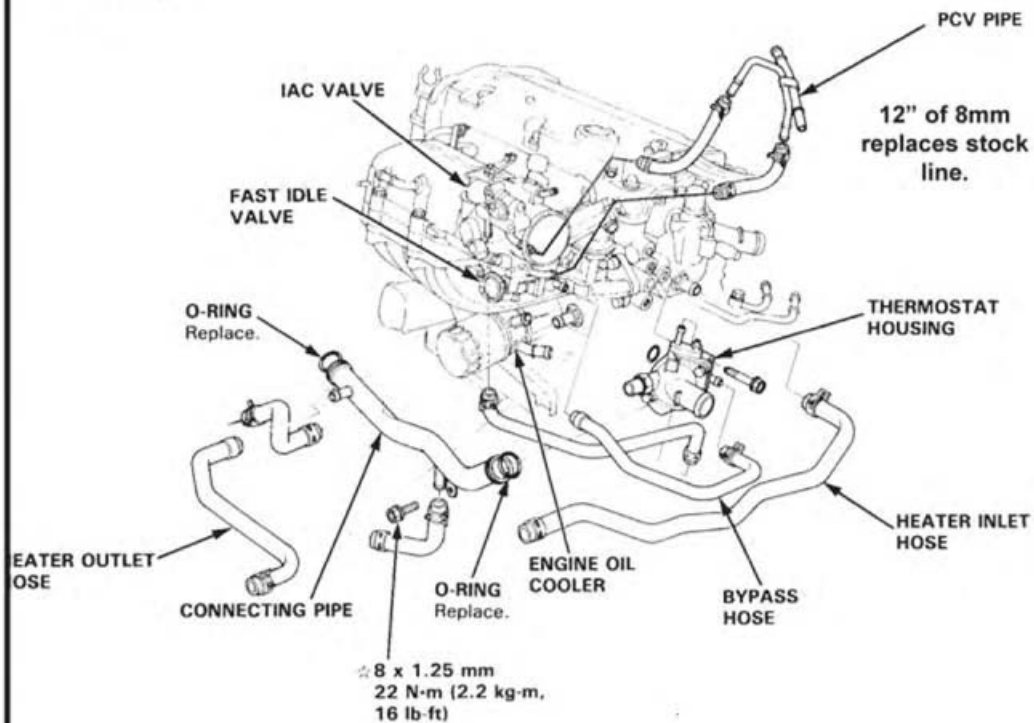 PCV PIPE
12" of 8mm
replaces stock
line.
IAC VALVE
FAST IDLE
VALVE
O-RING
Replace.
THERMOSTAT
HOUSING
EATER OUTLET
OSE
CONNECTING PIPE
O-RING
Replace.
ENGINE OIL
COOLER
BYPASS
HOSE
HEATER INLET
HOSE
☆8 x 1.25 mm
22 N·m (2.2 kg-m,
16 lb-ft)